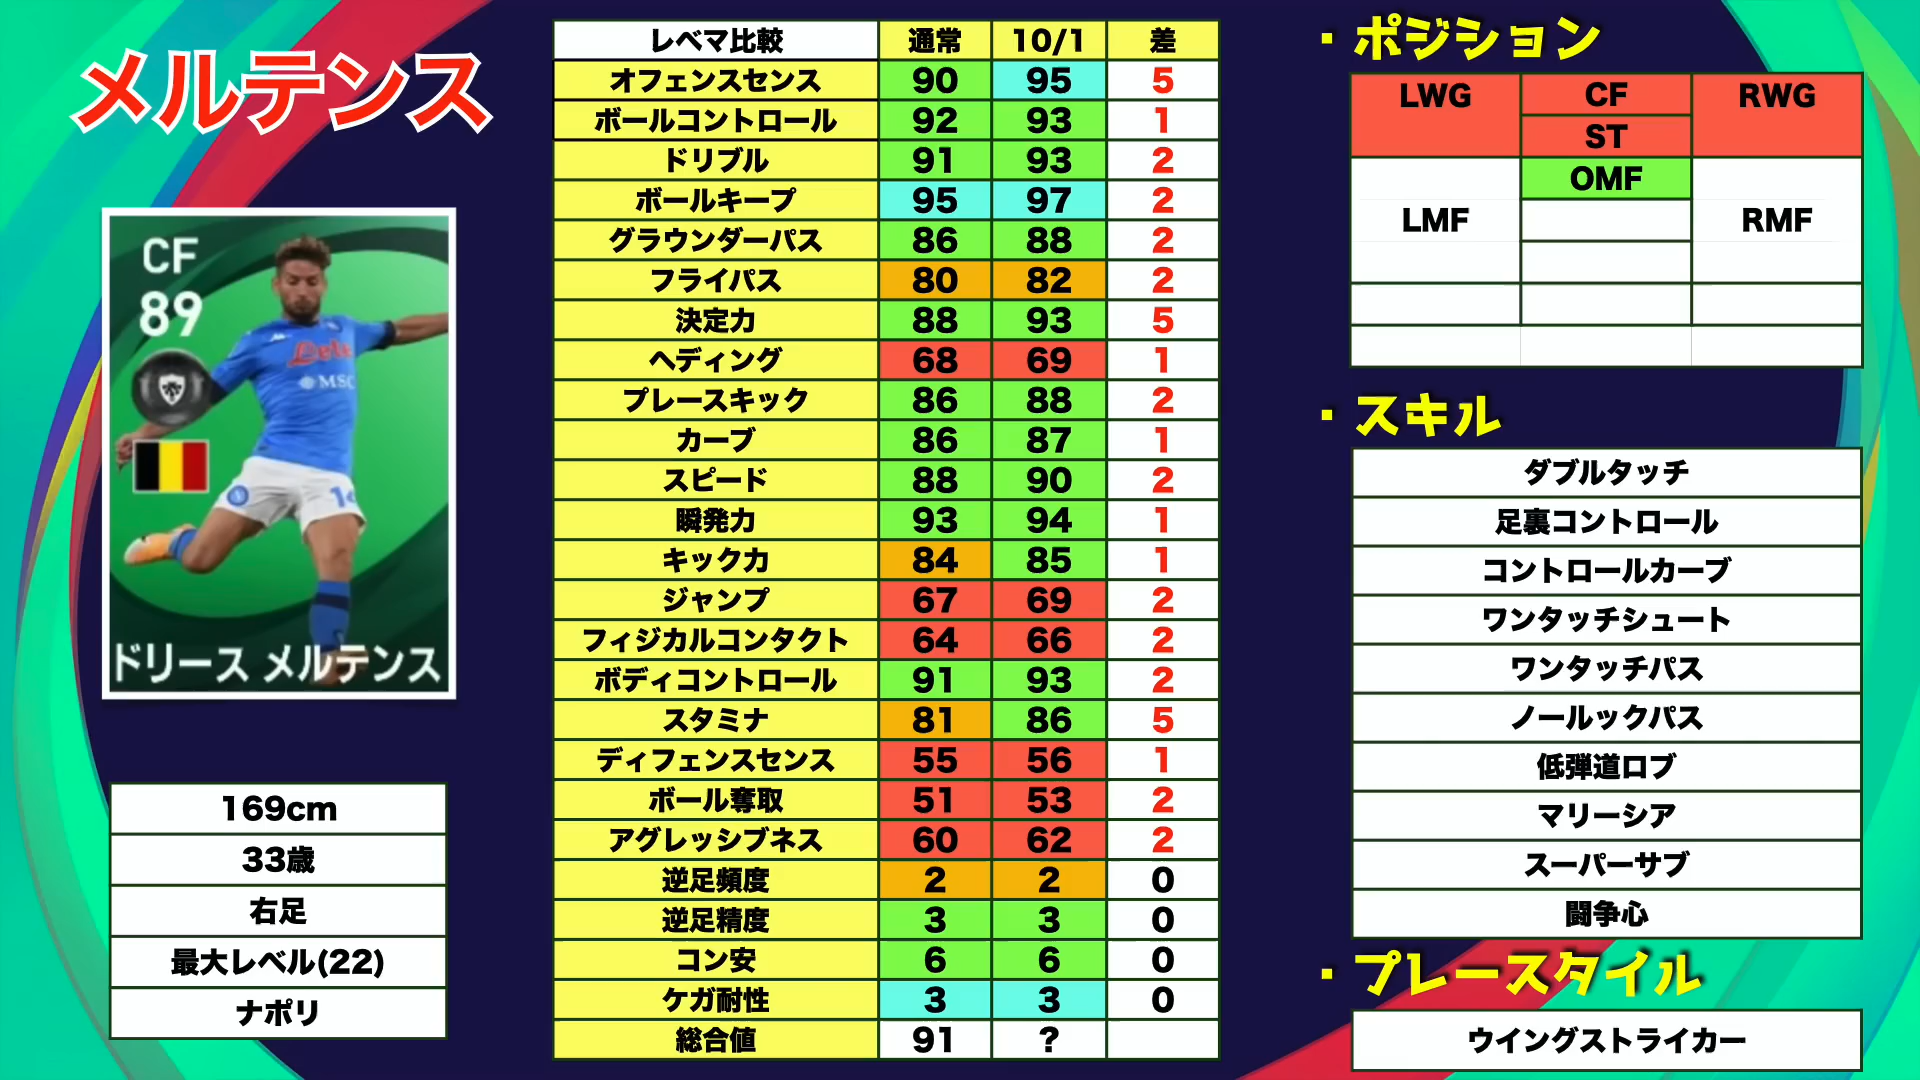 メルテンス
CF
89
Lete
MSC
ドリース メルテンス
169cm
33歳
右足
最大レベル(22)
ナポリ
レベマ比較 通常 10/1 差
オフェンスセンス 90 95 5
ボールコントロール 92 93 1
ドリブル 91 93 2
ボールキープ 95 97 2
グラウンダーパス 86 88 2
フライパス 80 82 2
決定力 88 93 5
ヘディング 68 69 1
プレースキック 86 88 2
カーブ 86 87 1
スピード 88 90 2
瞬発力 93 94 1
キック力 84 85 1
ジャンプ 67 69 2
フィジカルコンタクト 64 66 2
ボディコントロール 91 93 2
スタミナ 81 86 5
ディフェンスセンス 55 56 1
ボール奪取 51 53 2
アグレッシブネス 60 62 2
逆足頻度 2 2 0
逆足精度 3 3 0
コン安 6 6 0
ケガ耐性 3 3 0
総合値 91 ?
・ポジション
LWG CF RWG
ST
OMF
LMF RMF
・スキル
ダブルタッチ
足裏コントロール
コントロールカーブ
ワンタッチシュート
ワンタッチパス
ノールックパス
低弾道ロブ
マリーシア
スーパーサブ
闘争心
・プレースタイル
ウイングストライカー